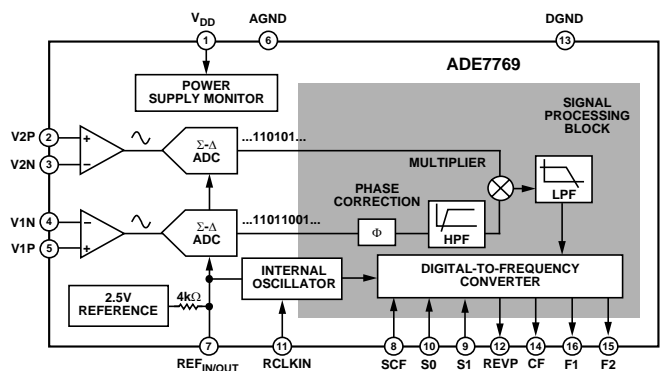 VDD
AGND
DGND
1
6
13
ADE7769
POWER
SUPPLY MONITOR
SIGNAL
PROCESSING
BLOCK
V2P 2
+
Σ-Δ
ADC
...110101...
V2N 3
–
MULTIPLIER
LPF
PHASE
CORRECTION
V1N 4
–
Σ-Δ
ADC
...11011001...
Φ
HPF
V1P 5
+
INTERNAL
OSCILLATOR
DIGITAL-TO-FREQUENCY
CONVERTER
2.5V
REFERENCE
4kΩ
7
11
8
10
9
12
14
16
15
REFIN/OUT
RCLKIN
SCF
S0
S1
REVP
CF
F1
F2